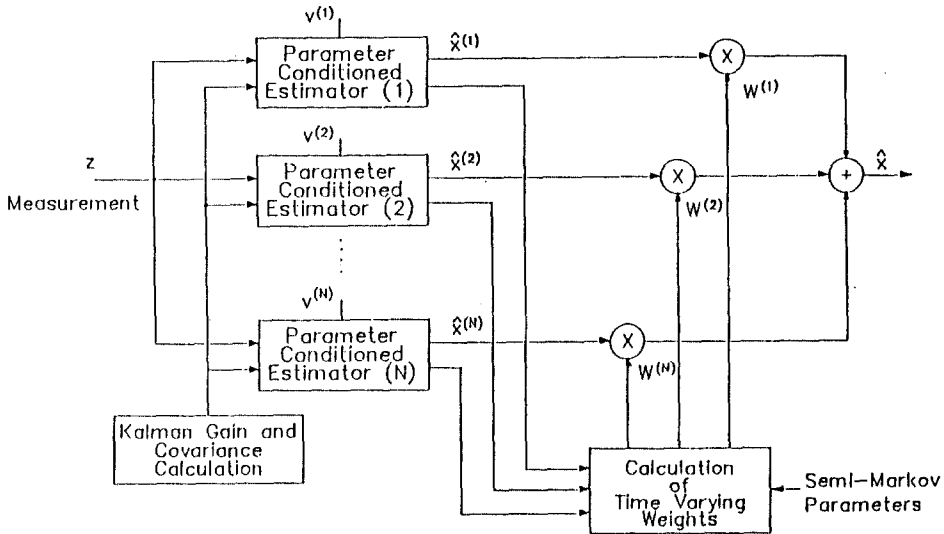 v(1)
Parameter
Conditioned
Estimator (1)
x̂(1)
X
W(1)
v(2)
z
Measurement
Parameter
Conditioned
Estimator (2)
x̂(2)
X
W(2)
+
x̂
v(N)
Parameter
Conditioned
Estimator (N)
x̂(N)
X
W(N)
Kalman Gain and
Covariance
Calculation
Calculation
of
Time Varying
Weights
Semi-Markov
Parameters